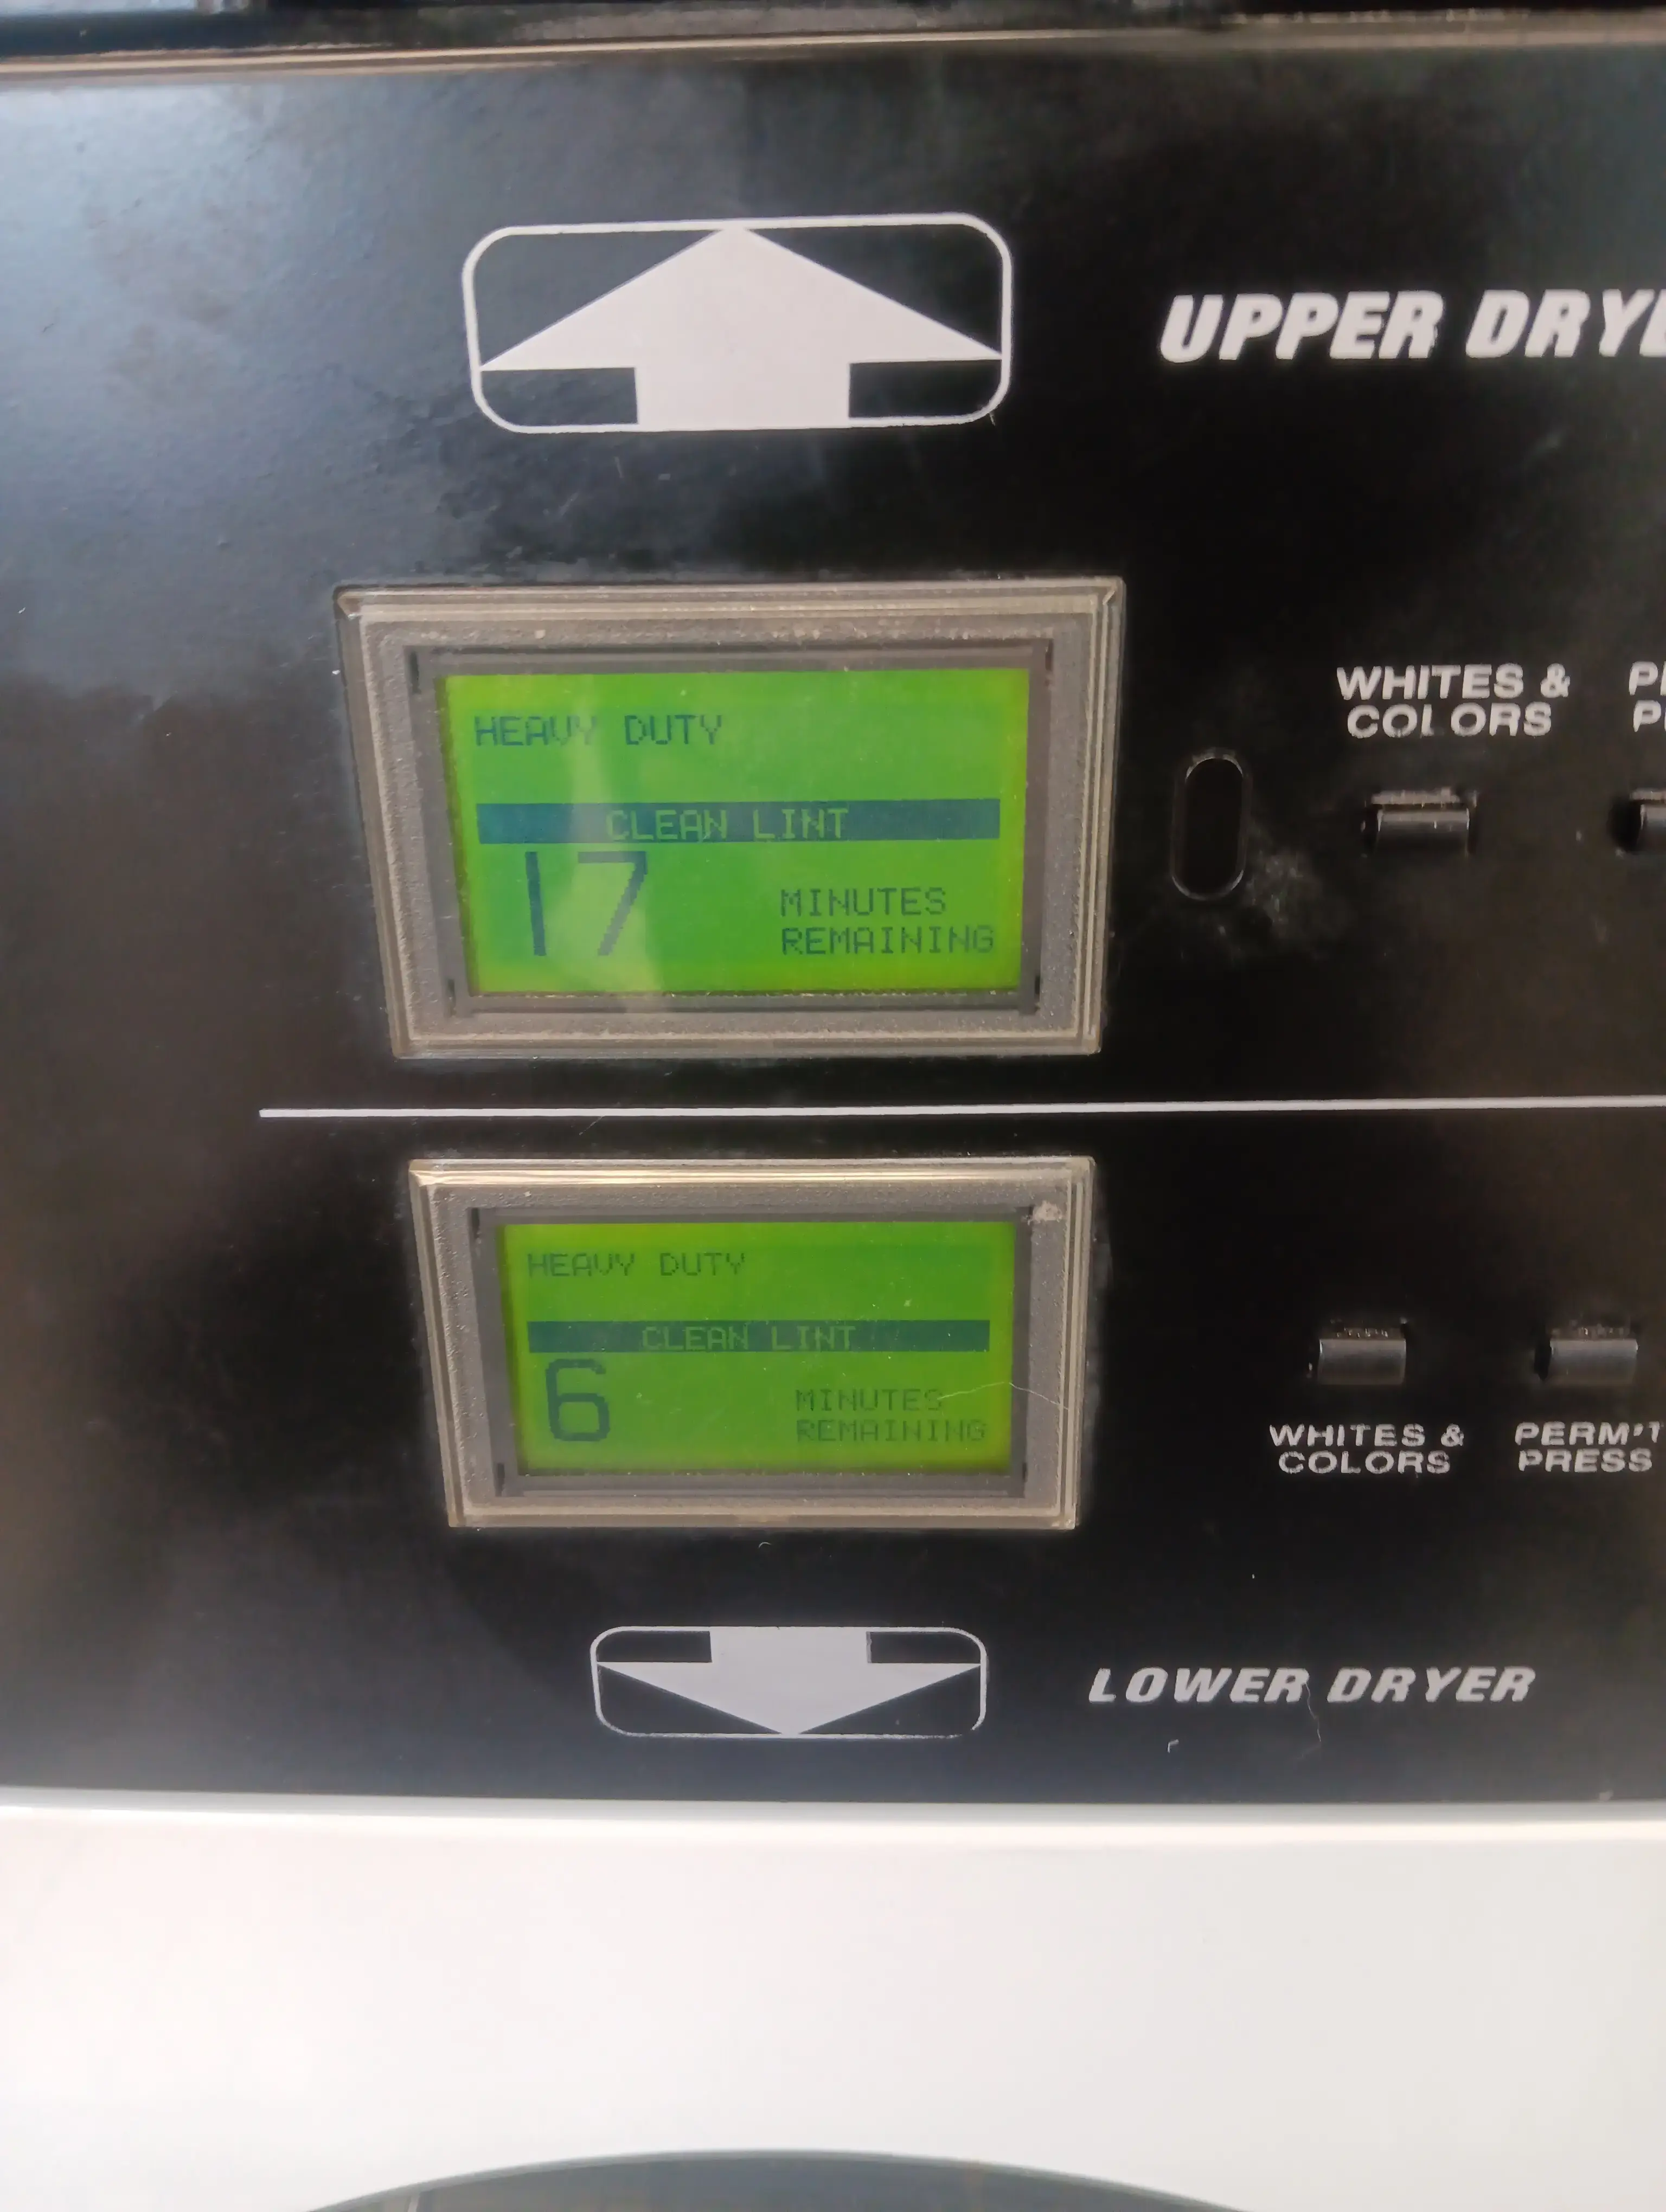 UPPER DRYE
HEAVY DUTY
CLEAN LINT
17 MINUTES
REMAINING
WHITES &
COLORS
HEAVY DUTY
CLEAN LINT
6 MINUTES
REMAINING
WHITES &
COLORS
PERM'T
PRESS
LOWER DRYER